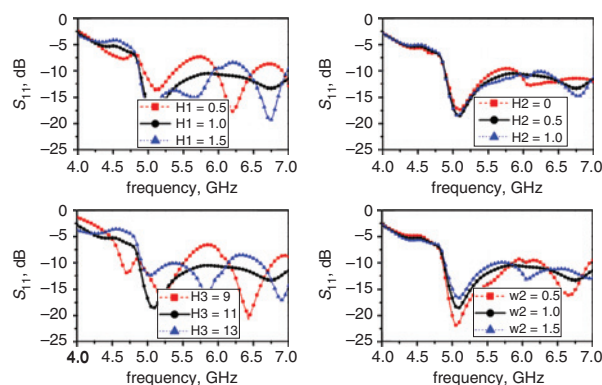 0
–5
–10
–15
–20
–25
S11, dB
H1 = 0.5
H1 = 1.0
H1 = 1.5
4.0 4.5 5.0 5.5 6.0 6.5 7.0
frequency, GHz
0
–5
–10
–15
–20
–25
S11, dB
H2 = 0
H2 = 0.5
H2 = 1.0
4.0 4.5 5.0 5.5 6.0 6.5 7.0
frequency, GHz
0
–5
–10
–15
–20
–25
S11, dB
H3 = 9
H3 = 11
H3 = 13
4.0 4.5 5.0 5.5 6.0 6.5 7.0
frequency, GHz
0
–5
–10
–15
–20
–25
S11, dB
w2 = 0.5
w2 = 1.0
w2 = 1.5
4.0 4.5 5.0 5.5 6.0 6.5 7.0
frequency, GHz